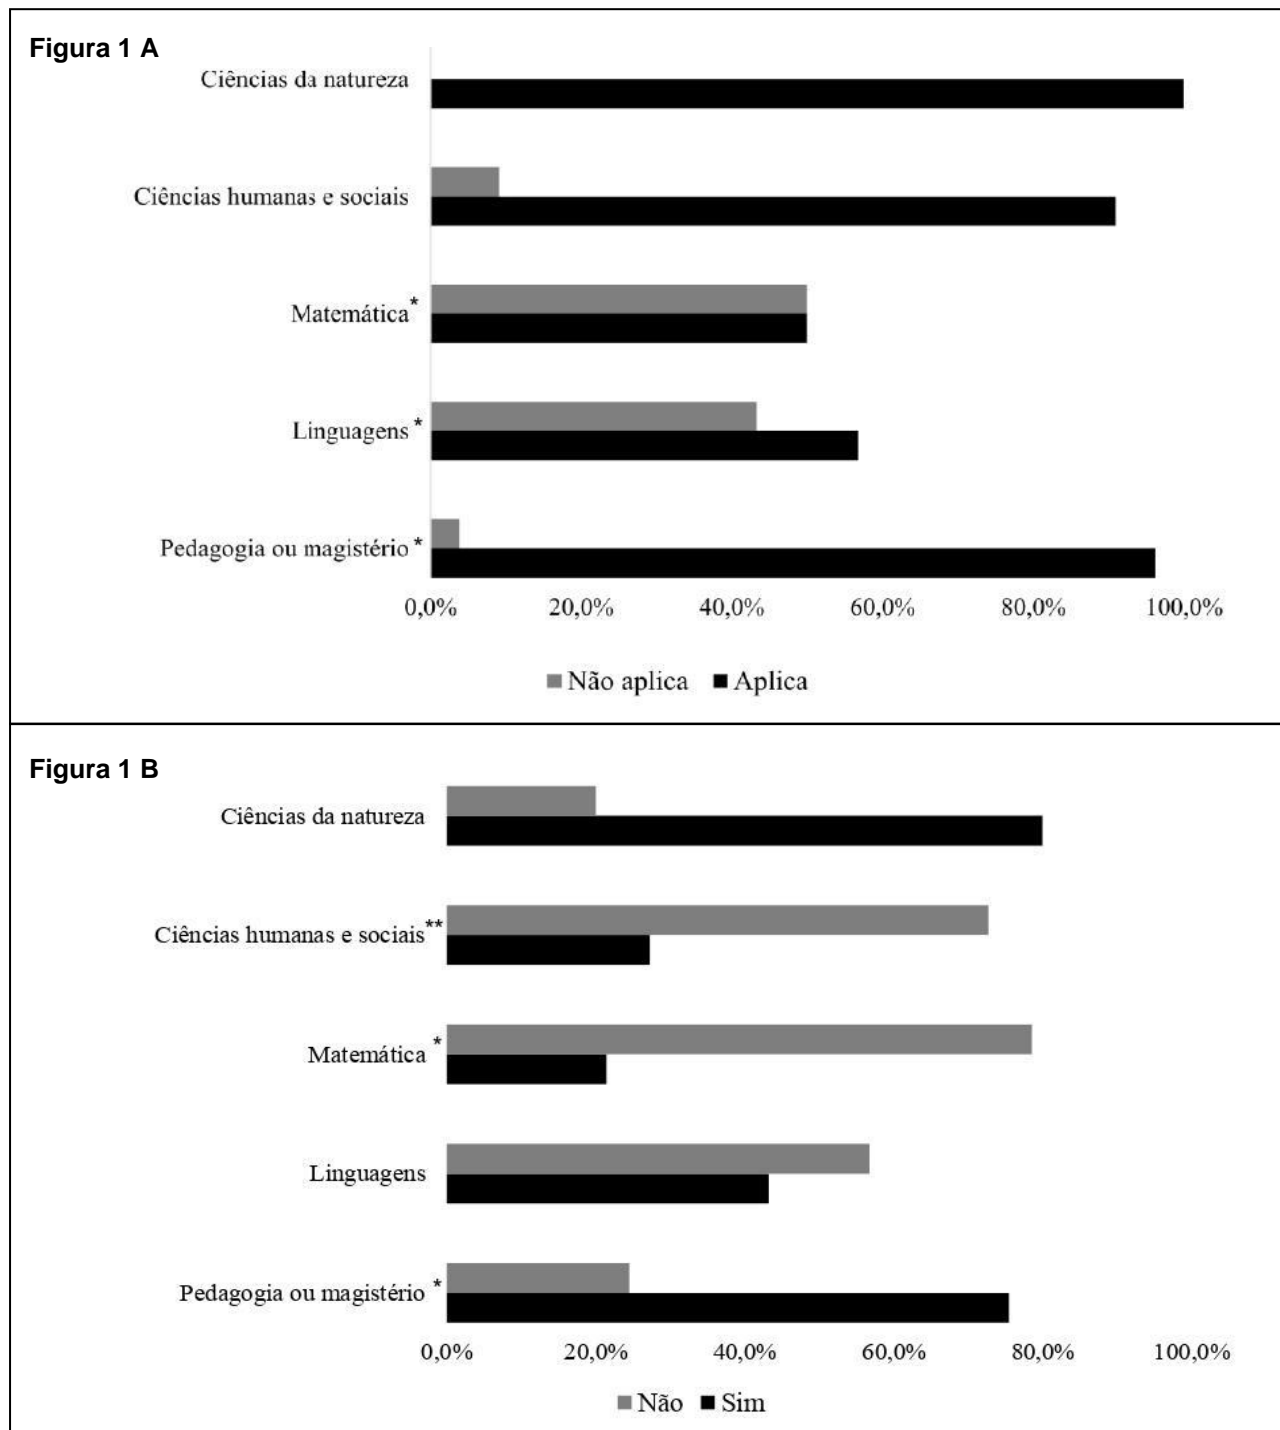 Figura 1 A
Ciências da natureza
Ciências humanas e sociais
Matemática*
Linguagens *
Pedagogia ou magistério *
0,0% 20,0% 40,0% 60,0% 80,0% 100,0%
Não aplica Aplica
Figura 1 B
Ciências da natureza
Ciências humanas e sociais**
Matemática *
Linguagens
Pedagogia ou magistério *
0,0% 20,0% 40,0% 60,0% 80,0% 100,0%
Não Sim